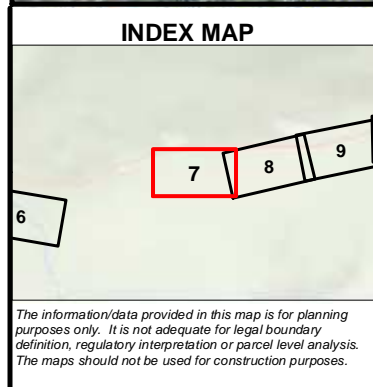 INDEX MAP
7
8
9
6
The information/data provided in this map is for planning
purposes only. It is not adequate for legal boundary
definition, regulatory interpretation or parcel level analysis.
The maps should not be used for construction purposes.